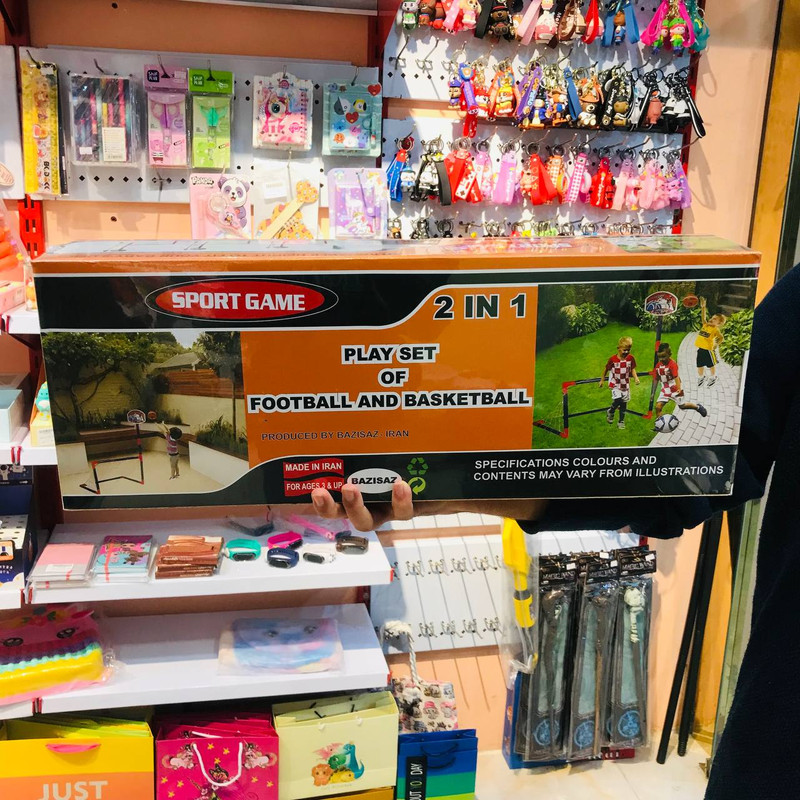 SPORT GAME
2 IN 1
PLAY SET
OF
FOOTBALL AND BASKETBALL
PRODUCED BY BAZISAZ- IRAN
MADE IN IRAN
FOR AGES 3 & UP
BAZISAZ
SPECIFICATIONS COLOURS AND
CONTENTS MAY VARY FROM ILLUSTRATIONS
JUST